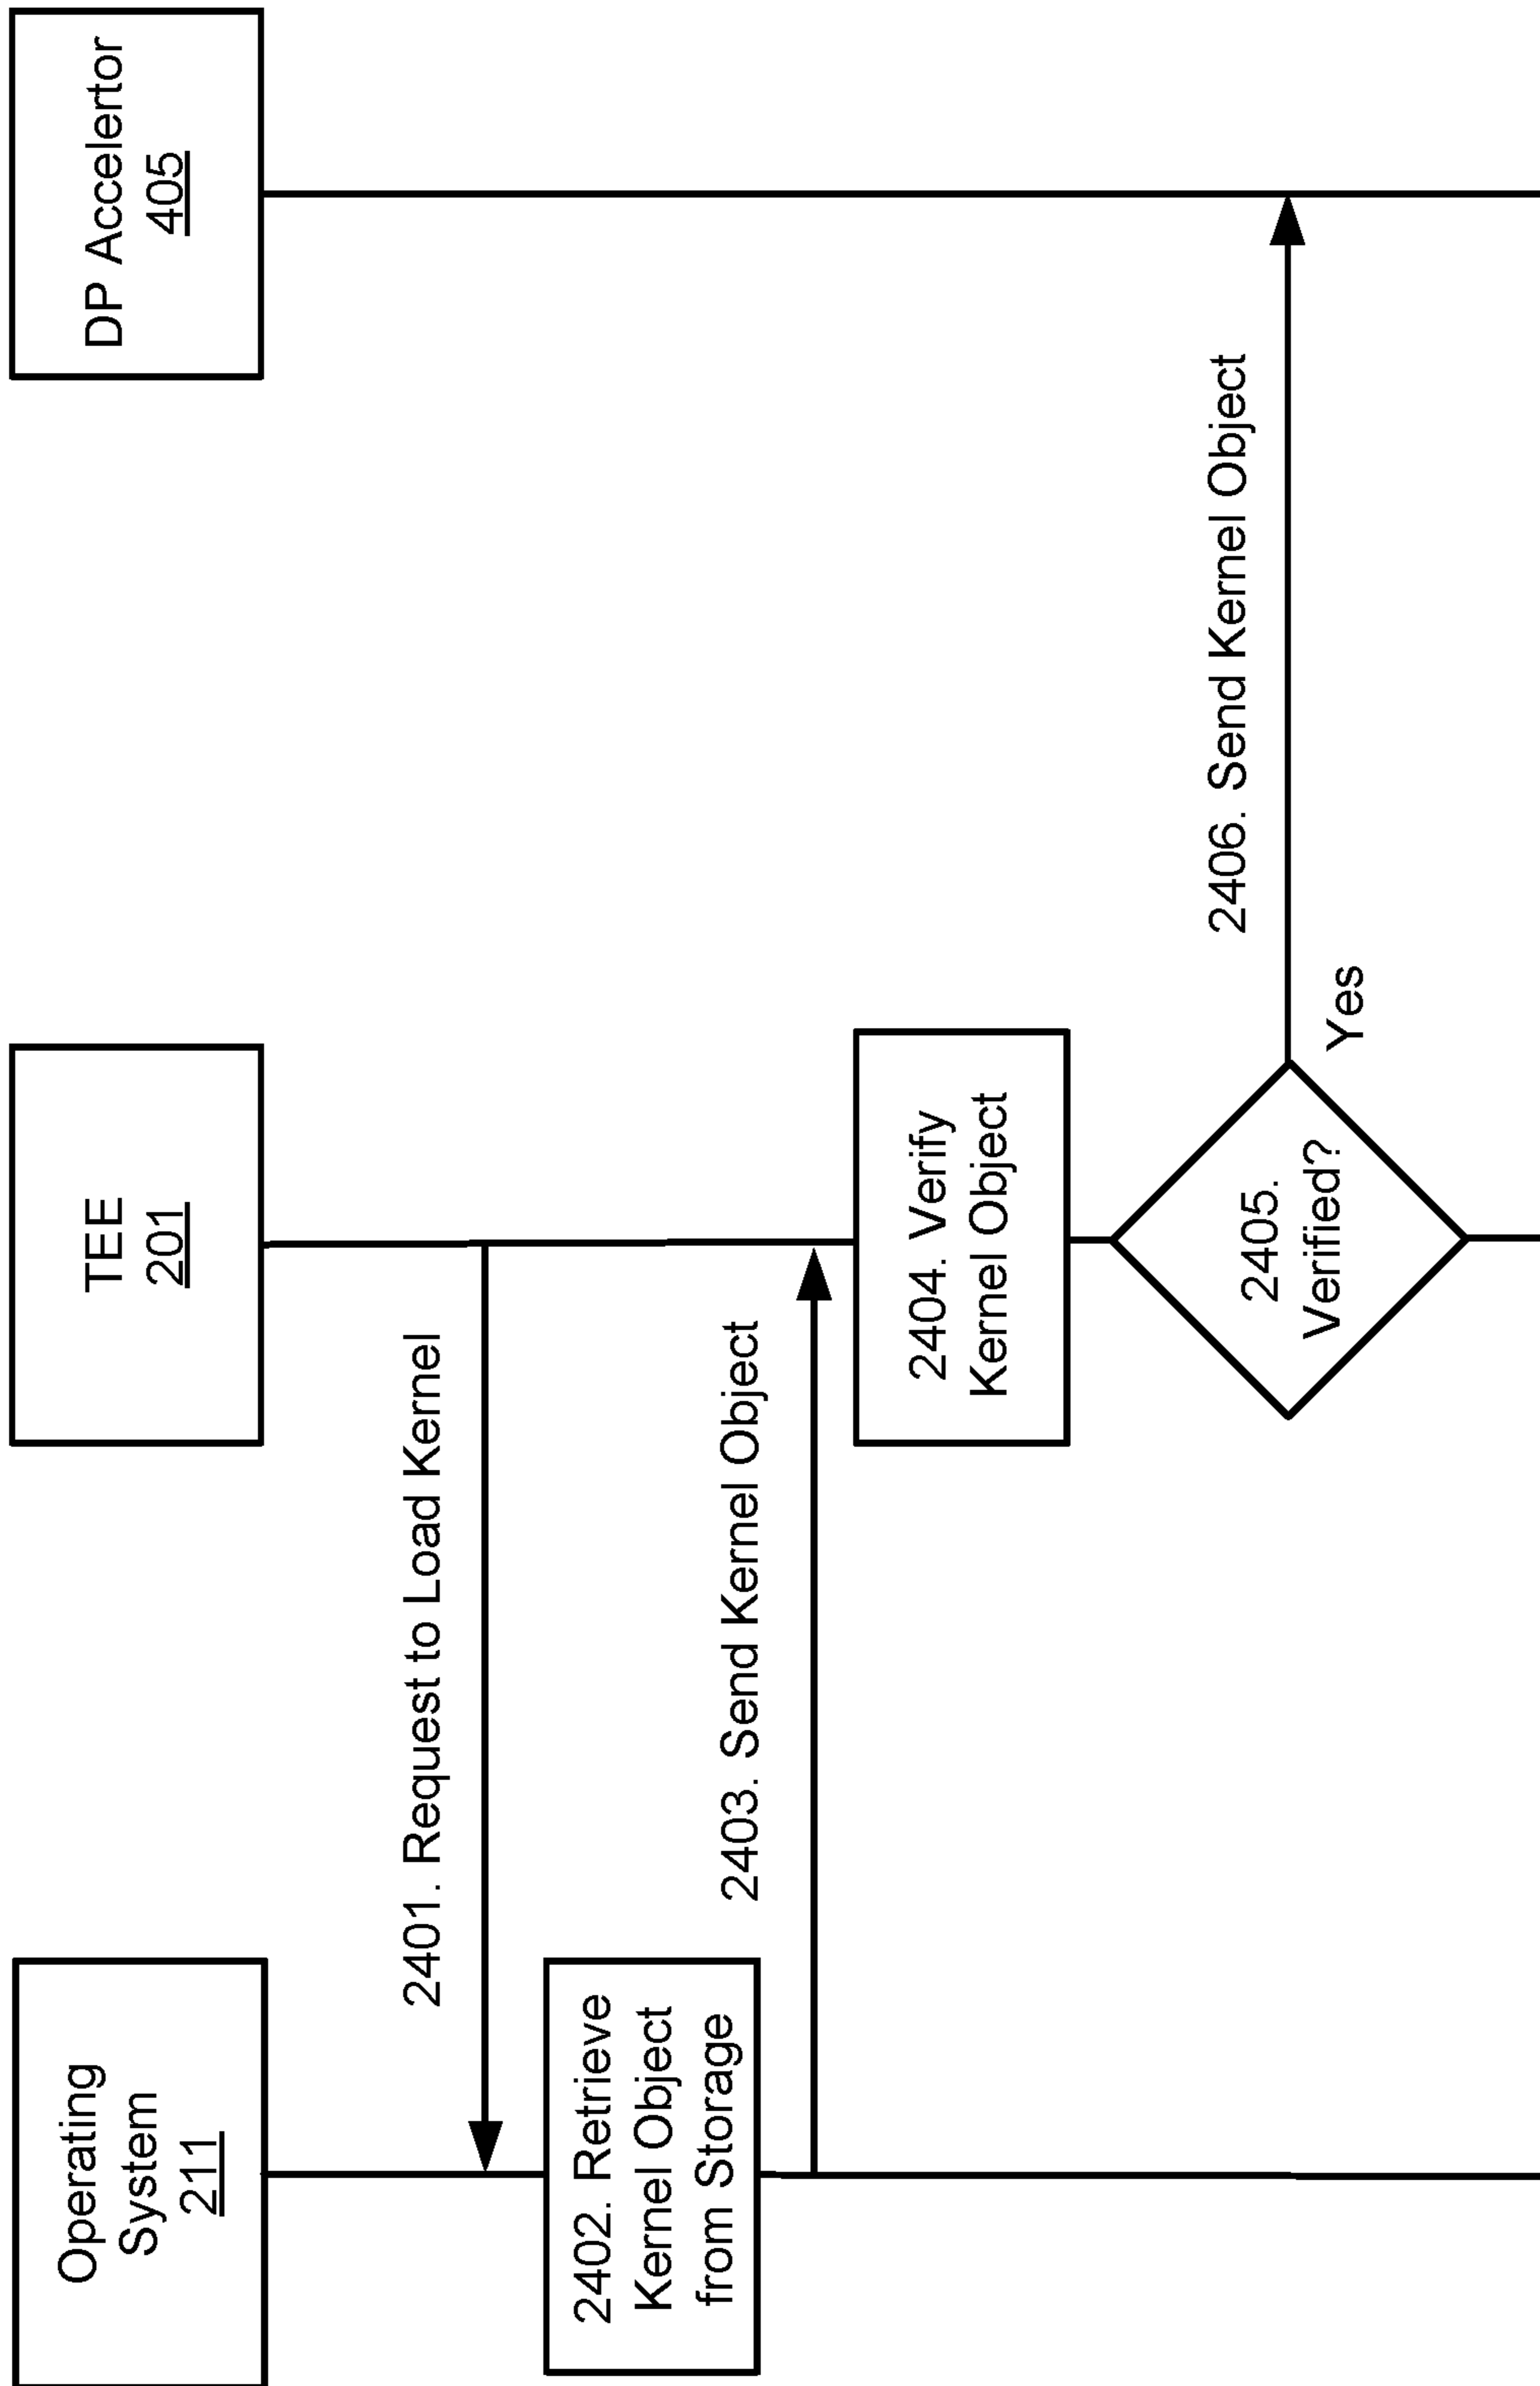 Operating
System
211
TEE
201
DP Accelertor
405
2401. Request to Load Kernel
2402. Retrieve
Kernel Object
from Storage
2403. Send Kernel Object
2404. Verify
Kernel Object
2405.
Verified?
2406. Send Kernel Object
Yes